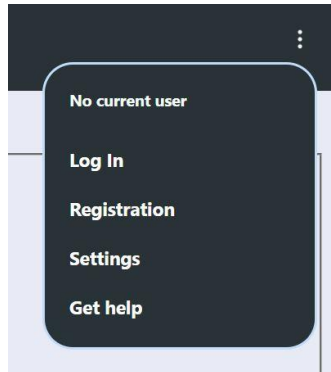 No current user
Log In
Registration
Settings
Get help